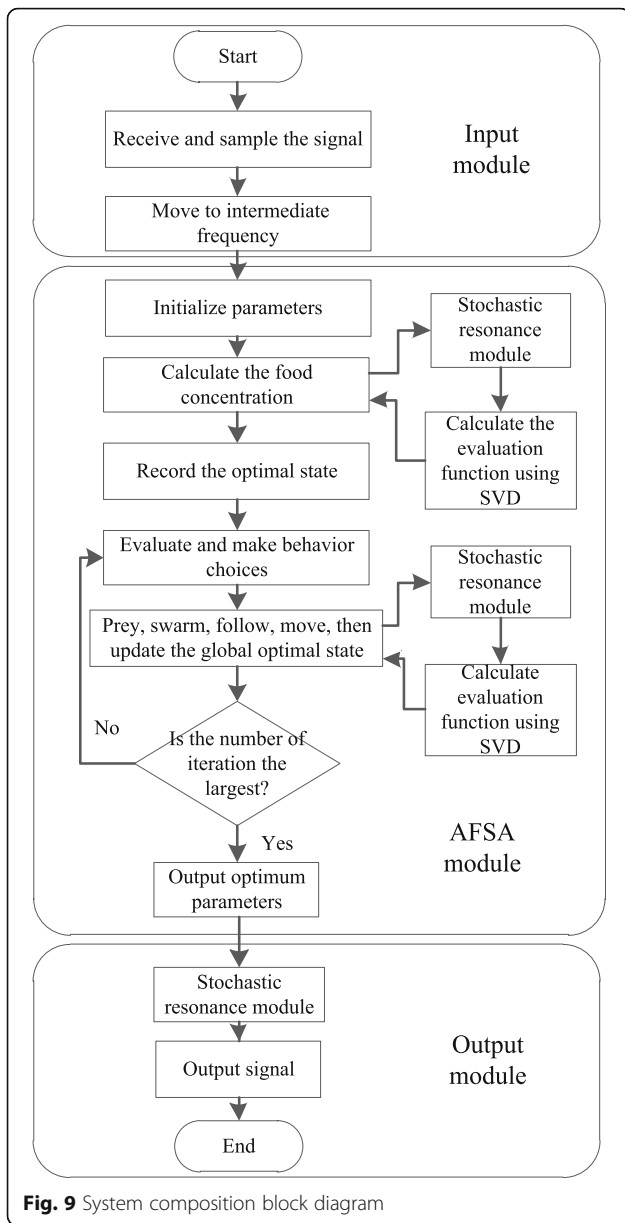 Start
Receive and sample the signal
Input
module
Move to intermediate
frequency
Initialize parameters
Stochastic
resonance
module
Calculate the food
concentration
Calculate the
evaluation
function using
SVD
Record the optimal state
Evaluate and make behavior
choices
Stochastic
resonance
module
Prey, swarm, follow, move, then
update the global optimal state
Calculate
evaluation
function using
SVD
No
Is the number of
iteration the
largest?
Yes
AFSA
module
Output optimum
parameters
Stochastic
resonance module
Output
module
Output signal
End
Fig. 9 System composition block diagram